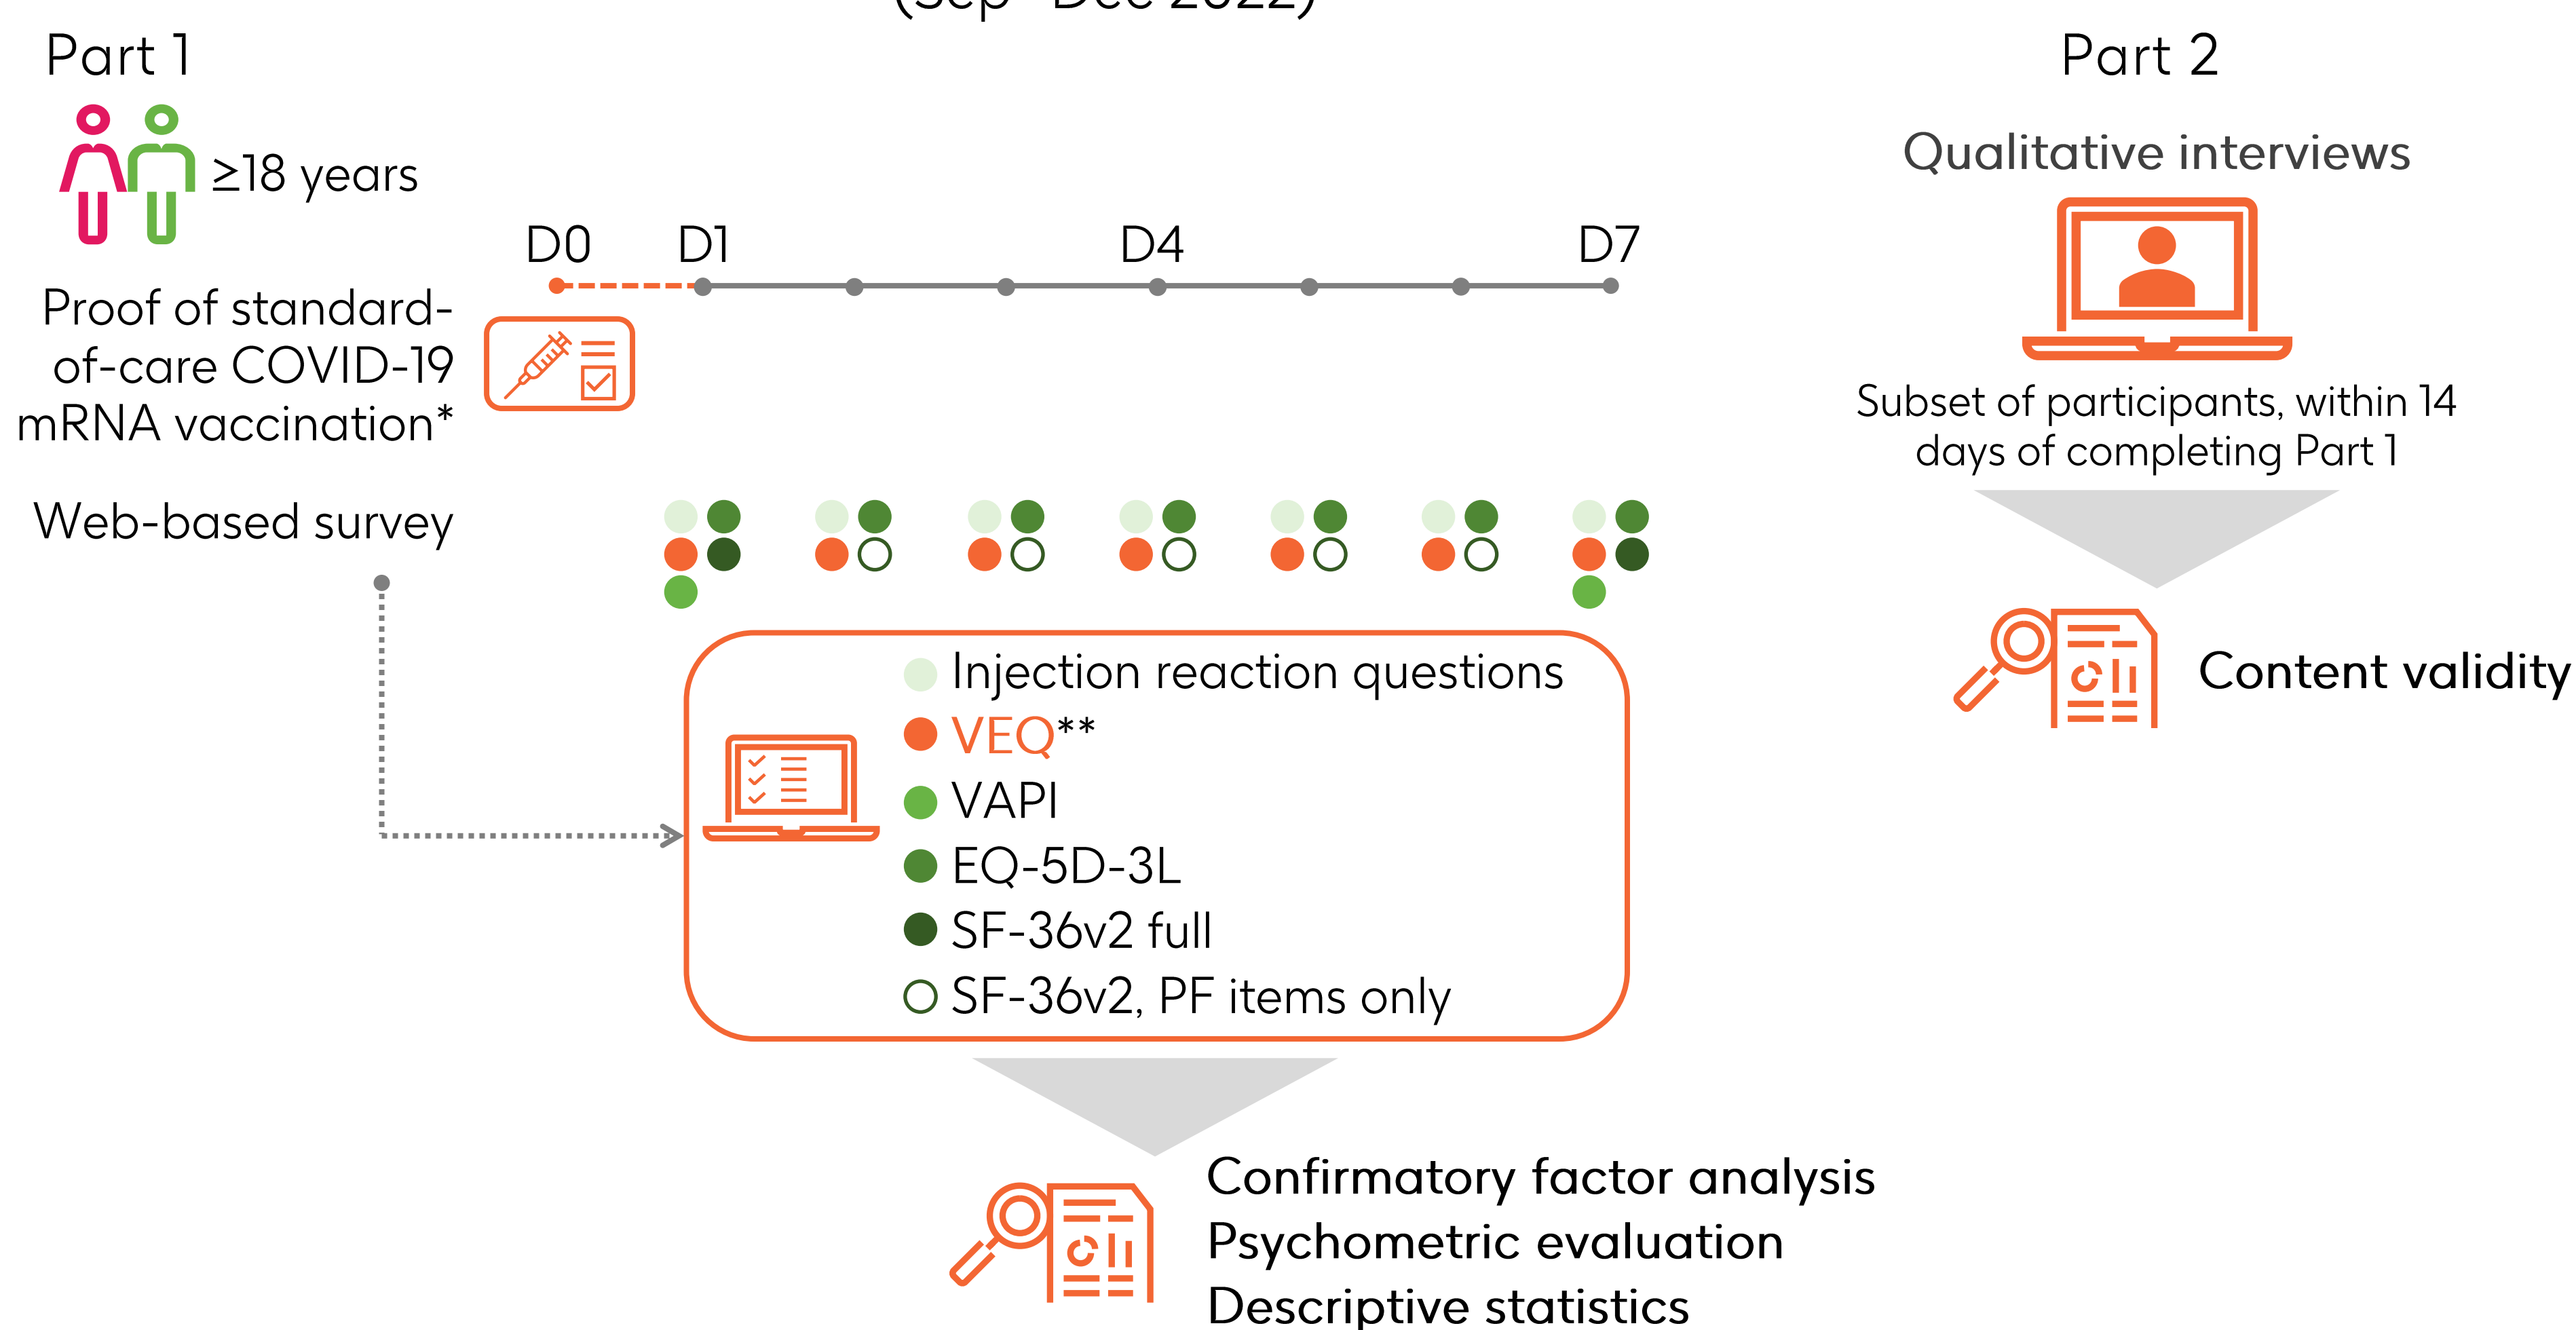 (Sep–Dec 2022)
Part 1
≥18 years
Proof of standard-
of-care COVID-19
mRNA vaccination*
D0
D1
D4
D7
Web-based survey
Injection reaction questions
VEQ**
VAPI
EQ-5D-3L
SF-36v2 full
SF-36v2, PF items only
Confirmatory factor analysis
Psychometric evaluation
Descriptive statistics
Part 2
Qualitative interviews
Subset of participants, within 14
days of completing Part 1
Content validity